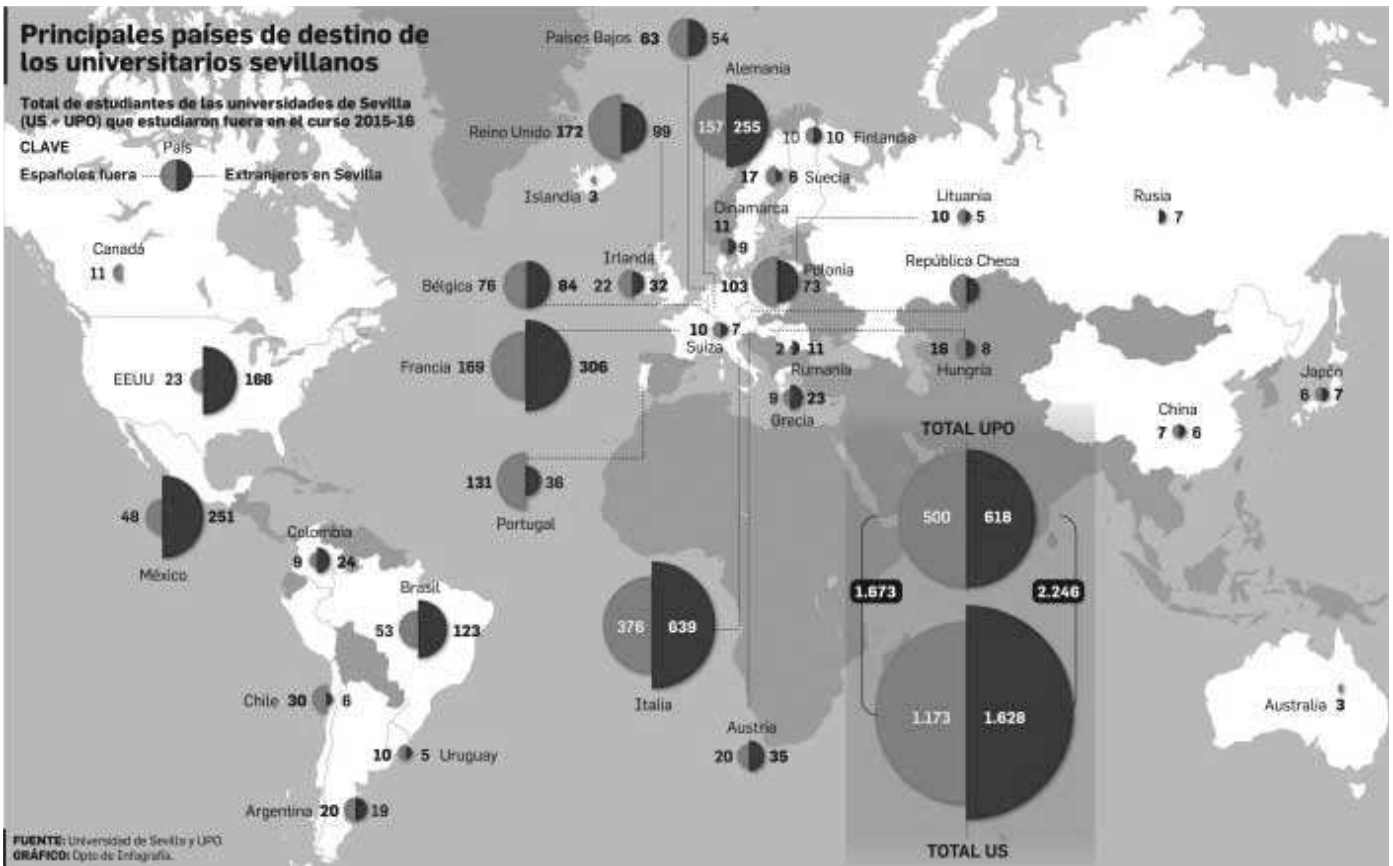 Principales países de destino de
los universitarios sevillanos
Total de estudiantes de las universidades de Sevilla
(US + UPO) que estudiaron fuera en el curso 2015-16
CLAVE
País
Españoles fuera
Extranjeros en Sevilla
Países Bajos 63 54
Alemania
157 255
Reino Unido 172 99
10 10 Finlandia
17 6 Suecia
Islandia 3
Dinamarca
11
9
Lituania
10 5
Rusia
7
Canadá
11
Irlanda
22 32
Bélgica 76 84
Polonia
103 73
República Checa
10 7
Suiza
2 11
Rumanía
16 8
Hungría
Francia 169 306
EEUU 23 166
9 23
Grecia
Japón
6 7
China
7 6
TOTAL UPO
500 618
131 36
Portugal
48 251
México
Colombia
9 24
Brasil
53 123
1.673
2.246
376 639
Italia
Chile 30 6
1.173 1.628
Australia 3
Austria
20 35
10 5 Uruguay
Argentina 20 19
TOTAL US
FUENTE: Universidad de Sevilla y UPO.
GRÁFICO: Dpto de Infografía.